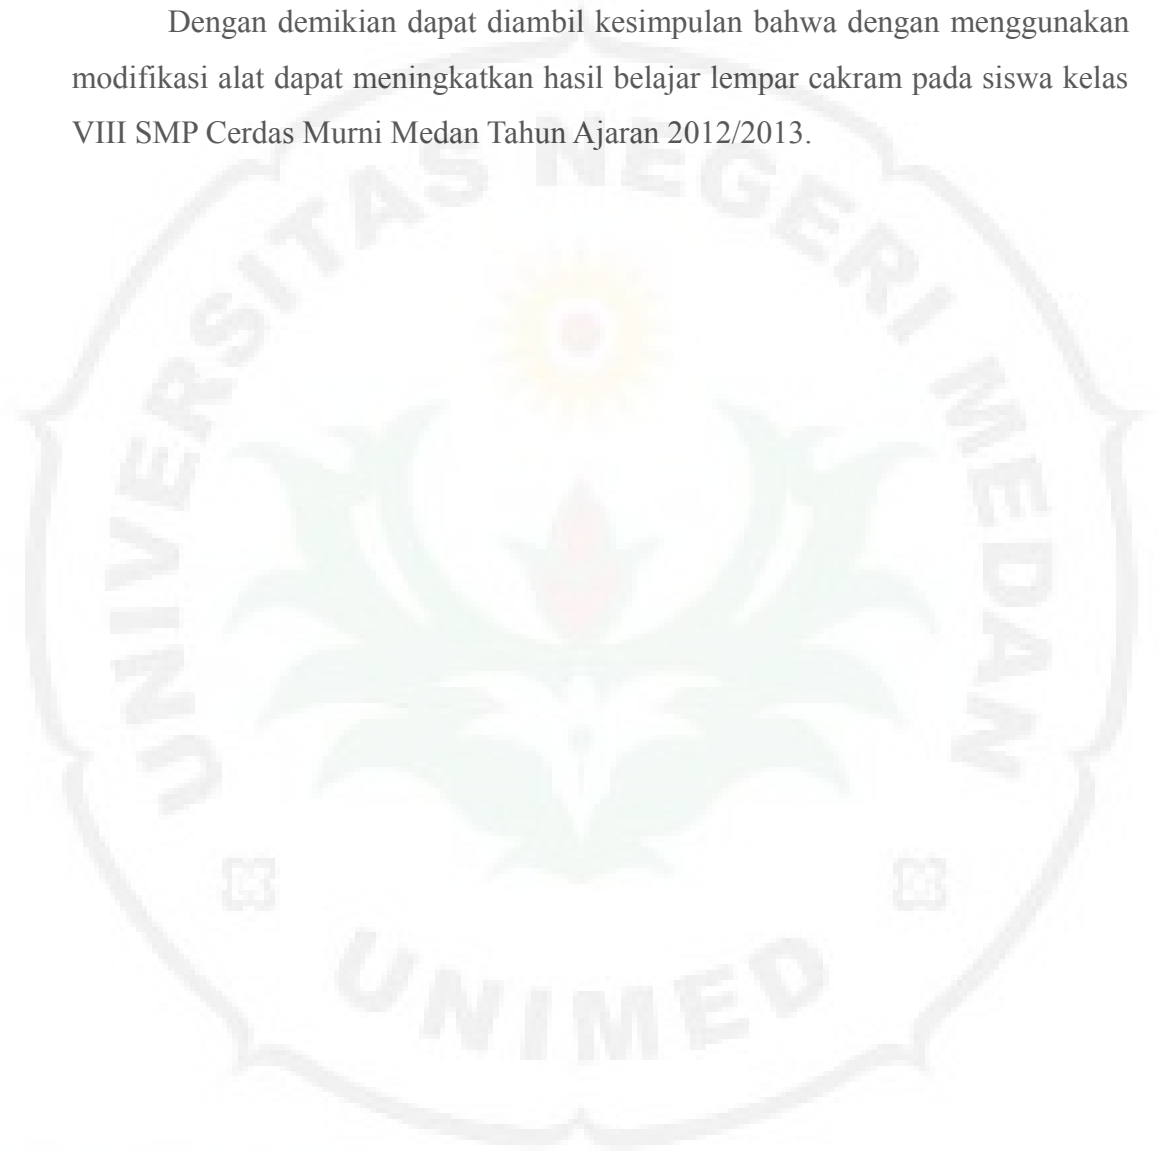 Dengan demikian dapat diambil kesimpulan bahwa dengan menggunakan
modifikasi alat dapat meningkatkan hasil belajar lempar cakram pada siswa kelas
VIII SMP Cerdas Murni Medan Tahun Ajaran 2012/2013.
UNIVERSITAS NEGERI MEDAN
UNIMED